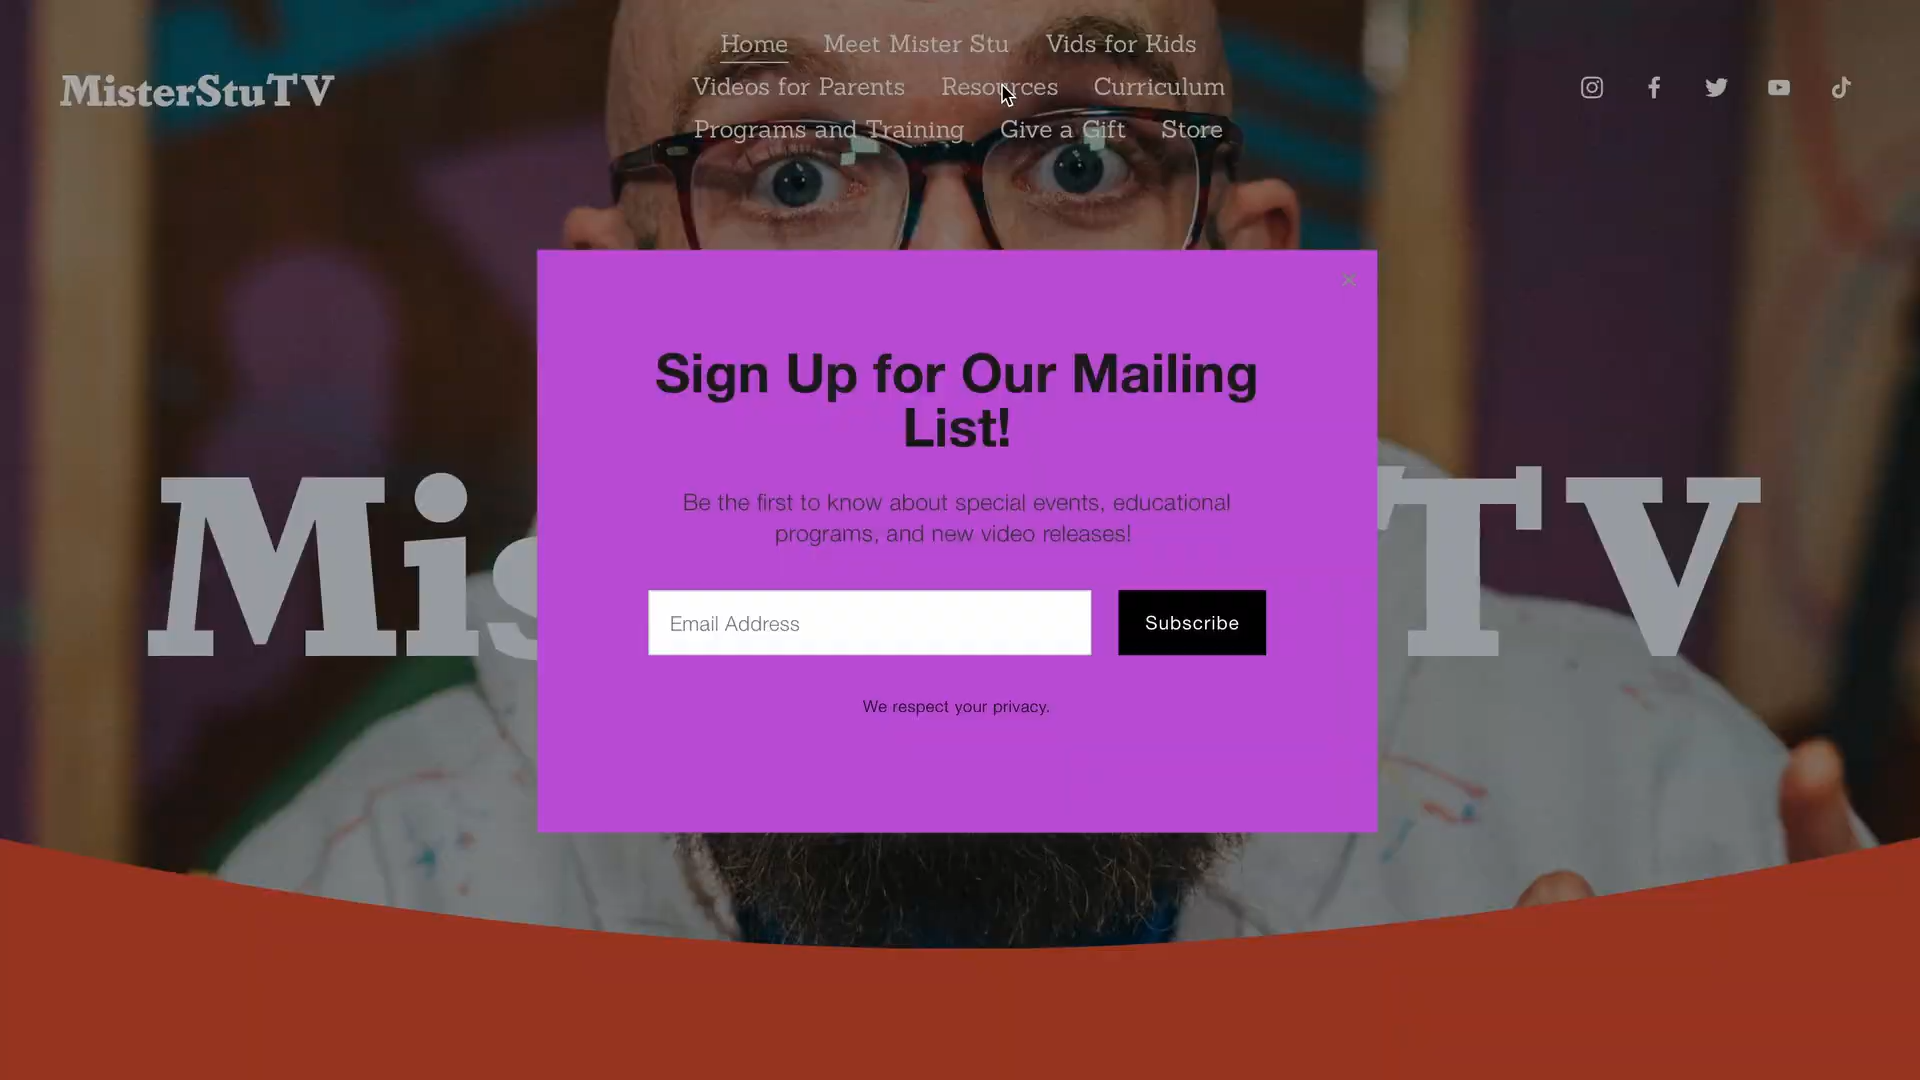 Home Meet Mister Stu Vids for Kids
MisterStuTV
Videos for Parents Resources Curriculum
Programs and Training Give a Gift Store
Sign Up for Our Mailing
List!
Be the first to know about special events, educational
programs, and new video releases!
Mis TV
Email Address
Subscribe
We respect your privacy.